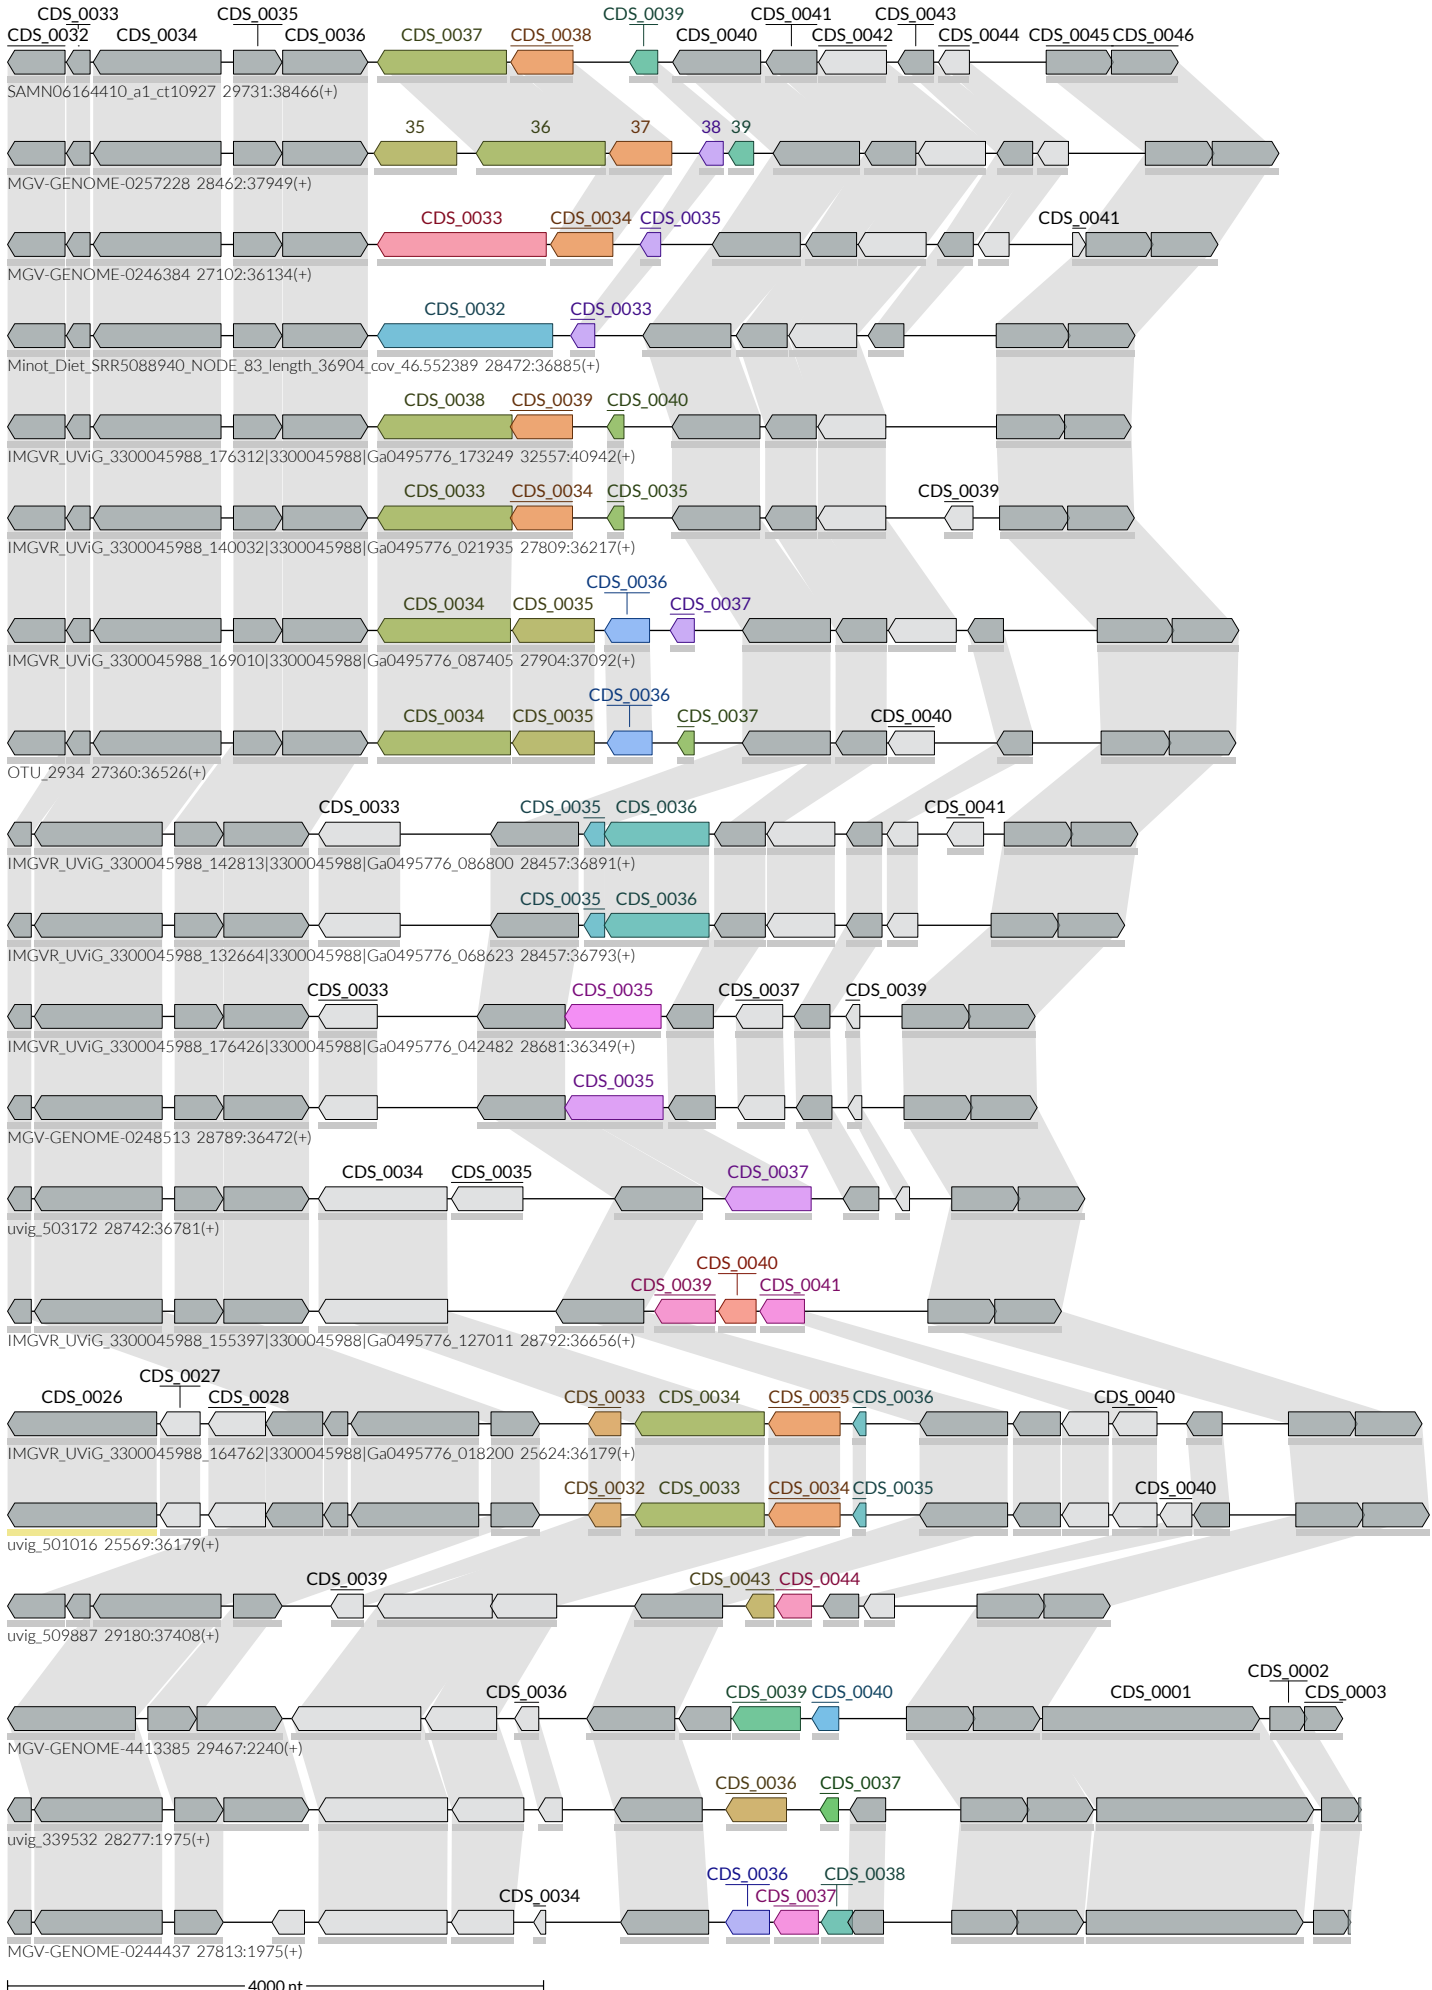 CDS_0033 CDS_0035 CDS_0039 CDS_0041 CDS_0043
CDS_0032 CDS_0034 CDS_0036 CDS_0037 CDS_0038 CDS_0040 CDS_0042 CDS_0044 CDS_0045 CDS_0046
SAMN06164410_a1_ct10927 29731:38466(+)
35 36 37 38 39
MGV-GENOME-0257228 28462:37949(+)
CDS_0033 CDS_0034 CDS_0035 CDS_0041
MGV-GENOME-0246384 27102:36134(+)
CDS_0032 CDS_0033
Minot_Diet_SRR5088940_NODE_83_length_36904_cov_46.552389 28472:36885(+)
CDS_0038 CDS_0039 CDS_0040
IMGVR_UViG_3300045988_176312|3300045988|Ga0495776_173249 32557:40942(+)
CDS_0033 CDS_0034 CDS_0035 CDS_0039
IMGVR_UViG_3300045988_140032|3300045988|Ga0495776_021935 27809:36217(+)
CDS_0036
CDS_0034 CDS_0035 CDS_0037
IMGVR_UViG_3300045988_169010|3300045988|Ga0495776_087405 27904:37092(+)
CDS_0036
CDS_0034 CDS_0035 CDS_0037 CDS_0040
OTU_2934 27360:36526(+)
CDS_0033 CDS_0035 CDS_0036 CDS_0041
IMGVR_UViG_3300045988_142813|3300045988|Ga0495776_086800 28457:36891(+)
CDS_0035 CDS_0036
IMGVR_UViG_3300045988_132664|3300045988|Ga0495776_068623 28457:36793(+)
CDS_0033 CDS_0035 CDS_0037 CDS_0039
IMGVR_UViG_3300045988_176426|3300045988|Ga0495776_042482 28681:36349(+)
CDS_0035
MGV-GENOME-0248513 28789:36472(+)
CDS_0034 CDS_0035 CDS_0037
uvig_503172 28742:36781(+)
CDS_0040
CDS_0039 CDS_0041
IMGVR_UViG_3300045988_155397|3300045988|Ga0495776_127011 28792:36656(+)
CDS_0027
CDS_0026 CDS_0028 CDS_0033 CDS_0034 CDS_0035 CDS_0036 CDS_0040
IMGVR_UViG_3300045988_164762|3300045988|Ga0495776_018200 25624:36179(+)
CDS_0032 CDS_0033 CDS_0034 CDS_0035 CDS_0040
uvig_501016 25569:36179(+)
CDS_0039 CDS_0043 CDS_0044
uvig_509887 29180:37408(+)
CDS_0002
CDS_0036 CDS_0039 CDS_0040 CDS_0001 CDS_0003
MGV-GENOME-4413385 29467:2240(+)
CDS_0036 CDS_0037
uvig_339532 28277:1975(+)
CDS_0036 CDS_0038
CDS_0034 CDS_0037
MGV-GENOME-0244437 27813:1975(+)
4000 nt